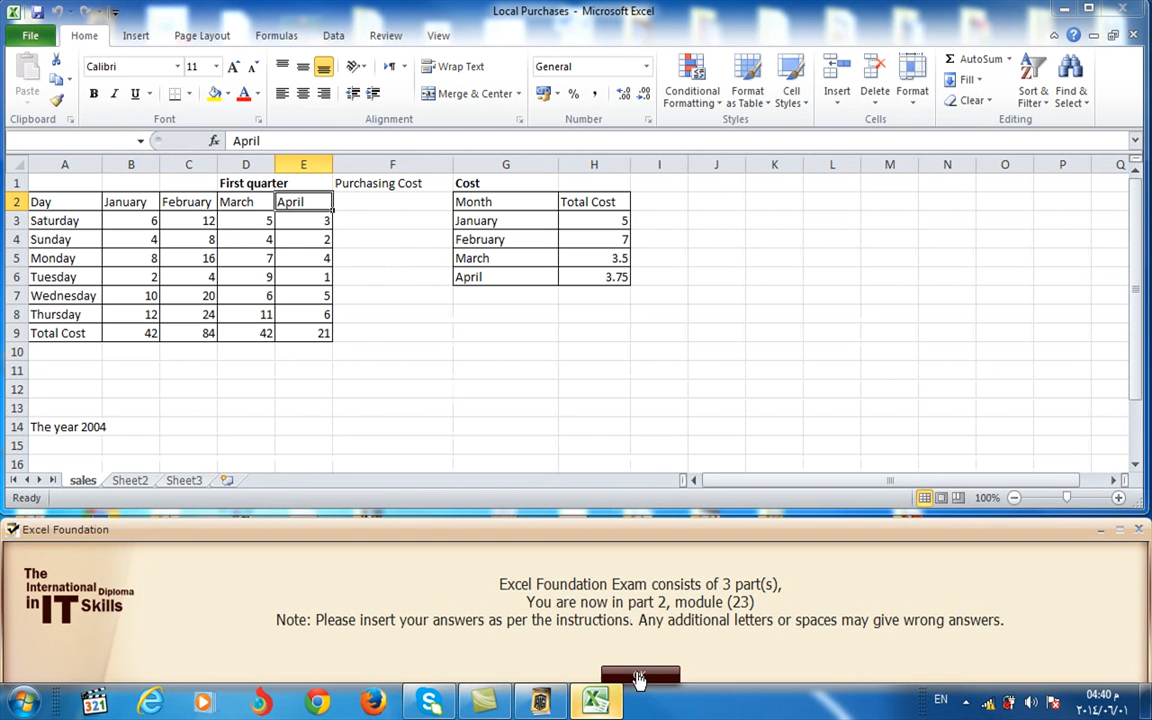 Local Purchases - Microsoft Excel
File Home Insert Page Layout Formulas Data Review View
Paste
Clipboard
Calibri 11
B I U
Font
Wrap Text
Merge & Center
Alignment
General
Number
Conditional Formatting
Format as Table
Cell Styles
Styles
Insert Delete Format
Cells
AutoSum
Fill
Clear
Sort & Filter
Find & Select
Editing
fx April
A B C D E F G H I J K L M N O P Q
1 First quarter Purchasing Cost Cost
2 Day January February March April Month Total Cost
3 Saturday 6 12 5 3 January 5
4 Sunday 4 8 4 2 February 7
5 Monday 8 16 7 4 March 3.5
6 Tuesday 2 4 9 1 April 3.75
7 Wednesday 10 20 6 5
8 Thursday 12 24 11 6
9 Total Cost 42 84 42 21
10
11
12
13
14 The year 2004
15
16
sales Sheet2 Sheet3
Ready 100%
Excel Foundation
The International Diploma in IT Skills
Excel Foundation Exam consists of 3 part(s),
You are now in part 2, module (23)
Note: Please insert your answers as per the instructions. Any additional letters or spaces may give wrong answers.
321
EN
04:40 م
٢٠١٤/٠٦/٠١